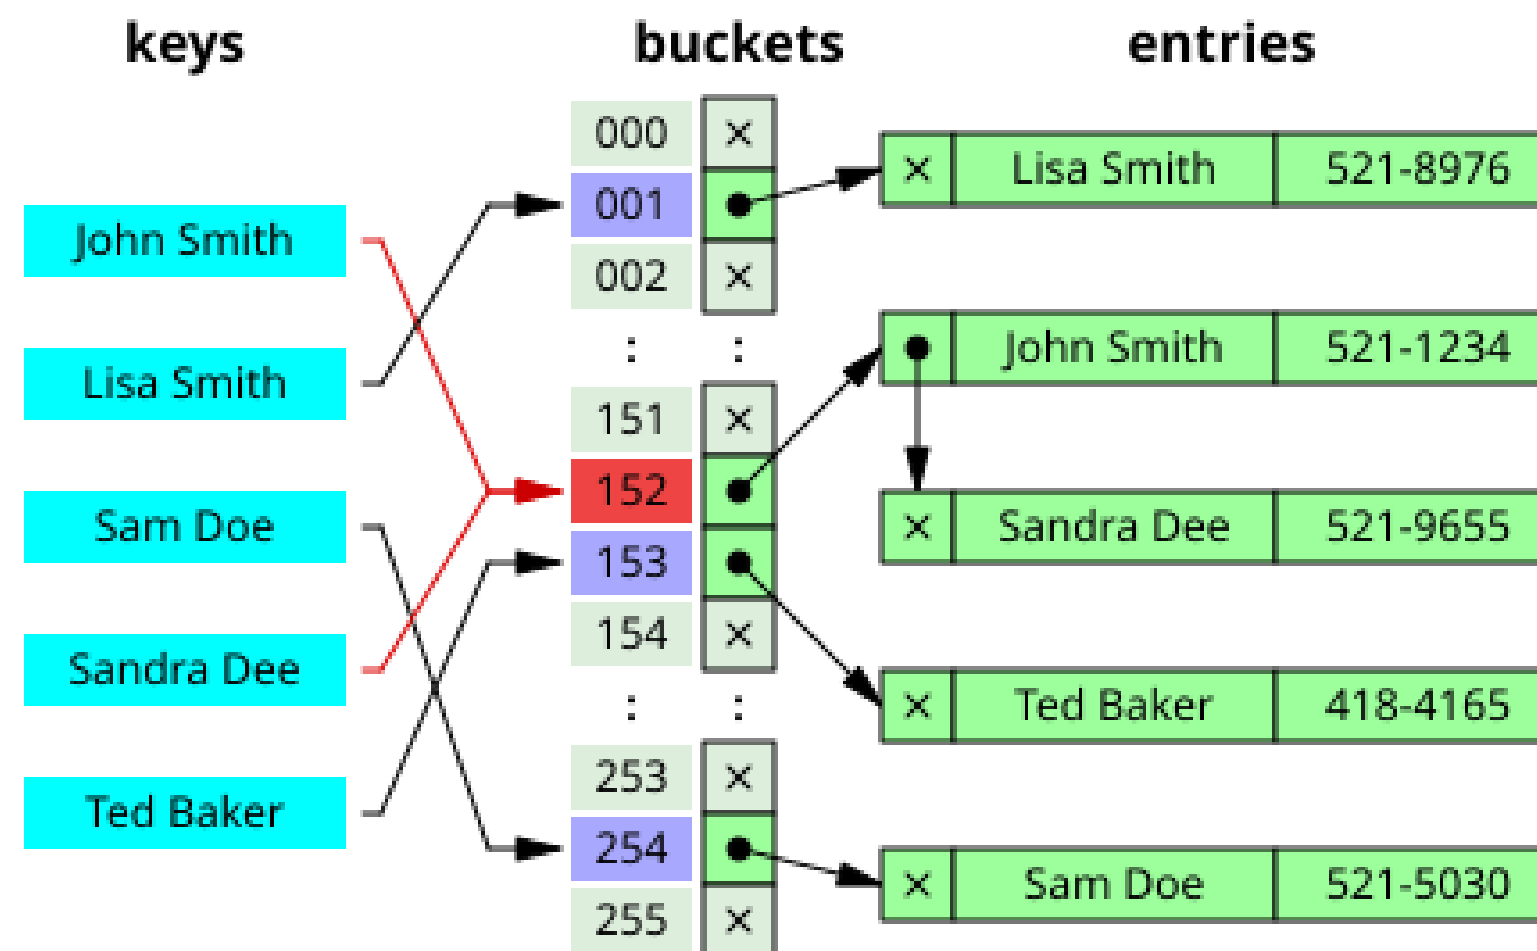 keys buckets entries
000 ×
× Lisa Smith 521-8976
001
John Smith
002 ×
: :
× John Smith 521-1234
Lisa Smith
151 ×
152
Sam Doe
× Sandra Dee 521-9655
153
154 ×
Sandra Dee
: :
× Ted Baker 418-4165
253 ×
Ted Baker
254
× Sam Doe 521-5030
255 ×